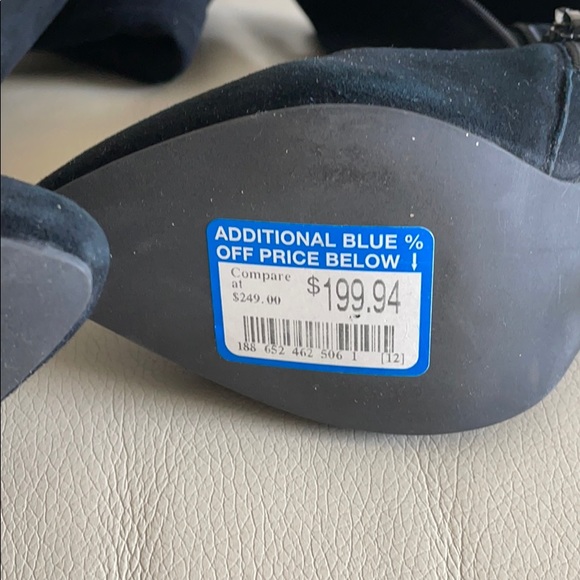 ADDITIONAL BLUE %
OFF PRICE BELOW ↓
Compare
at
$249.00
$199.94
188 652 462 506 1 [12]